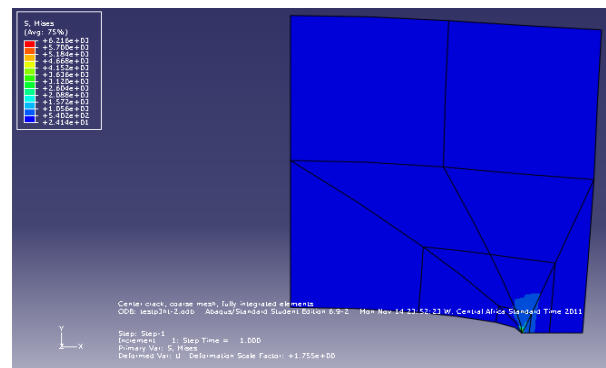 S, Mises
(Avg: 75%)
+6.216e+03
+5.700e+03
+5.184e+03
+4.668e+03
+4.152e+03
+3.636e+03
+3.120e+03
+2.604e+03
+2.088e+03
+1.572e+03
+1.056e+03
+5.402e+02
+2.414e+01
Center crack, coarse mesh, fully integrated elements
ODB: Abaqus/Standard Student Edition 6.9-2 Mon Nov 14 23:52:23 W. Central Africa Standard Time 2011
Y
Z X
Step: Step-1
Increment 1: Step Time = 1.000
Primary Var: S, Mises
Deformed Var: U Deformation Scale Factor: +1.755e+00